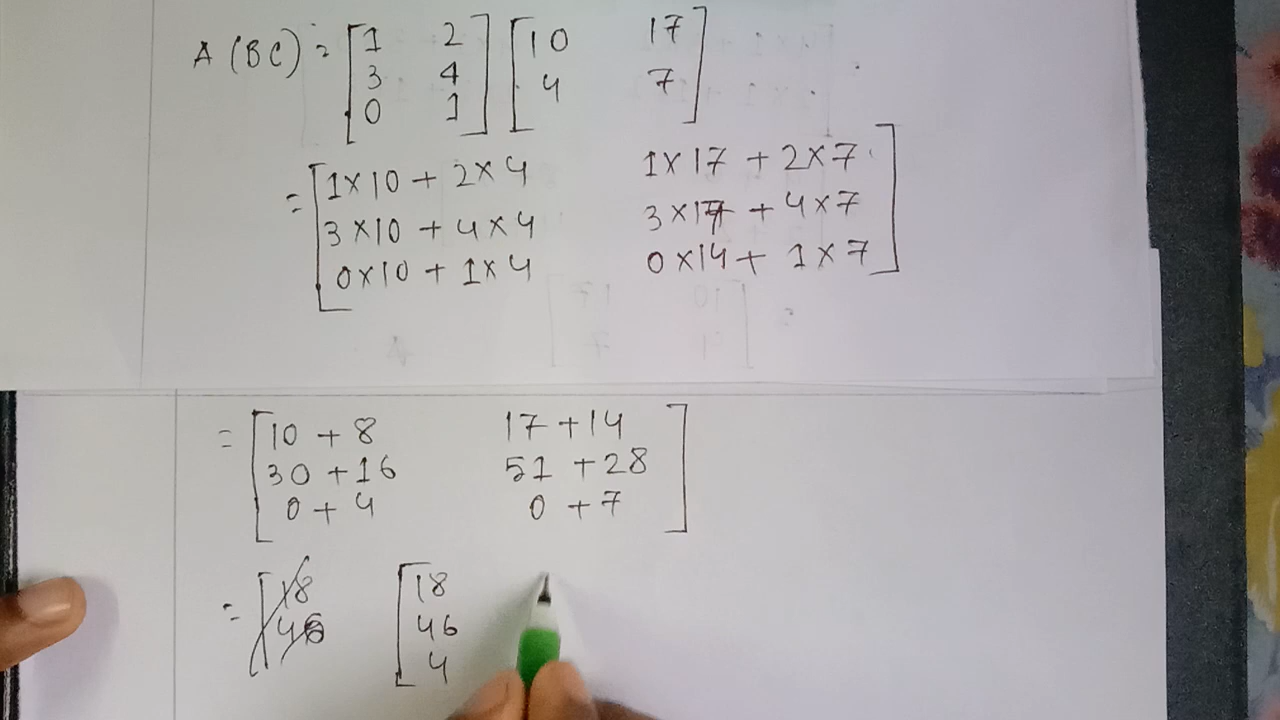 A (BC) = [1 2 [10 17
3 4 4 7
0 1] ]
= [1×10 + 2×4 1×17 + 2×7
3×10 + 4×4 3×17 + 4×7
0×10 + 1×4 0×14 + 1×7]
= [10 + 8 17 + 14
30 + 16 51 + 28
0 + 4 0 + 7]
= [18 [18
46 46
4